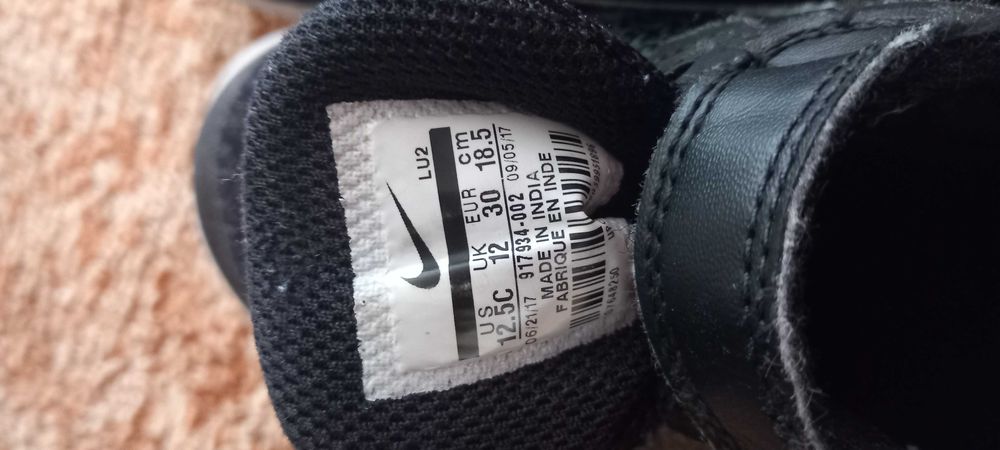 LU2
US UK EUR cm
12.5C 12 30 18.5
06/21/17 917934-002 09/05/17
MADE IN INDIA
FABRIQUE EN INDE